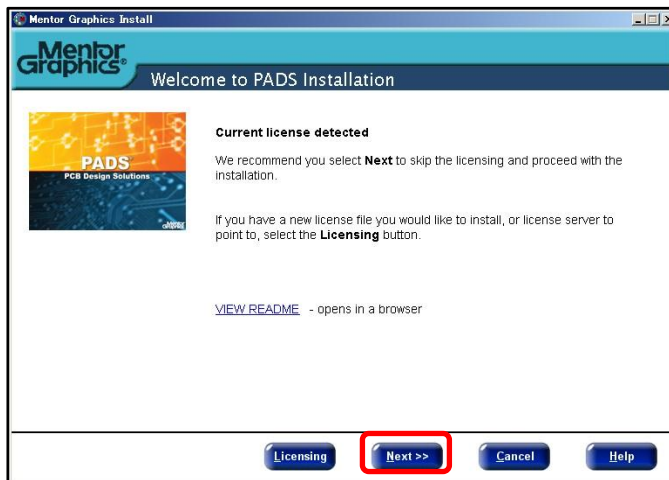 Mentor Graphics Install
Mentor
Graphics®
Welcome to PADS Installation
PADS
PCB Design Solutions
Current license detected
We recommend you select Next to skip the licensing and proceed with the
installation.
If you have a new license file you would like to install, or license server to
point to, select the Licensing button.
VIEW README - opens in a browser
Licensing
Next >>
Cancel
Help